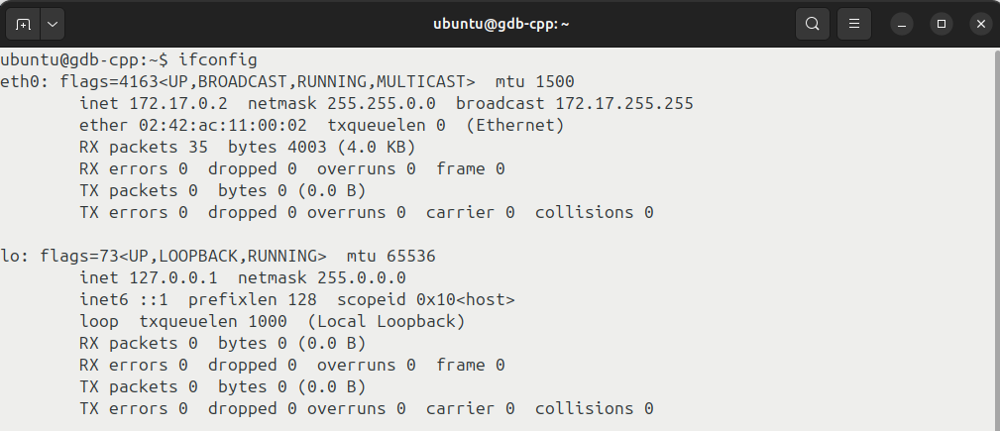 ubuntu@gdb-cpp: ~
ubuntu@gdb-cpp:~$ ifconfig
eth0: flags=4163<UP,BROADCAST,RUNNING,MULTICAST>  mtu 1500
        inet 172.17.0.2  netmask 255.255.0.0  broadcast 172.17.255.255
        ether 02:42:ac:11:00:02  txqueuelen 0  (Ethernet)
        RX packets 35  bytes 4003 (4.0 KB)
        RX errors 0  dropped 0  overruns 0  frame 0
        TX packets 0  bytes 0 (0.0 B)
        TX errors 0  dropped 0 overruns 0  carrier 0  collisions 0

lo: flags=73<UP,LOOPBACK,RUNNING>  mtu 65536
        inet 127.0.0.1  netmask 255.0.0.0
        inet6 ::1  prefixlen 128  scopeid 0x10<host>
        loop  txqueuelen 1000  (Local Loopback)
        RX packets 0  bytes 0 (0.0 B)
        RX errors 0  dropped 0  overruns 0  frame 0
        TX packets 0  bytes 0 (0.0 B)
        TX errors 0  dropped 0 overruns 0  carrier 0  collisions 0